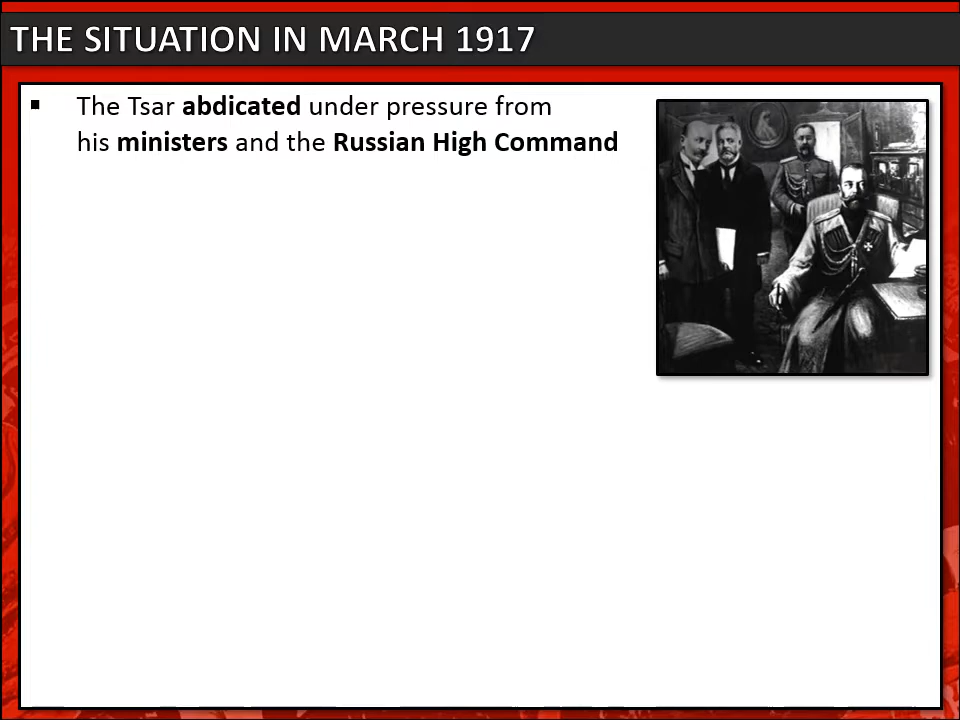 THE SITUATION IN MARCH 1917
▪ The Tsar abdicated under pressure from
his ministers and the Russian High Command